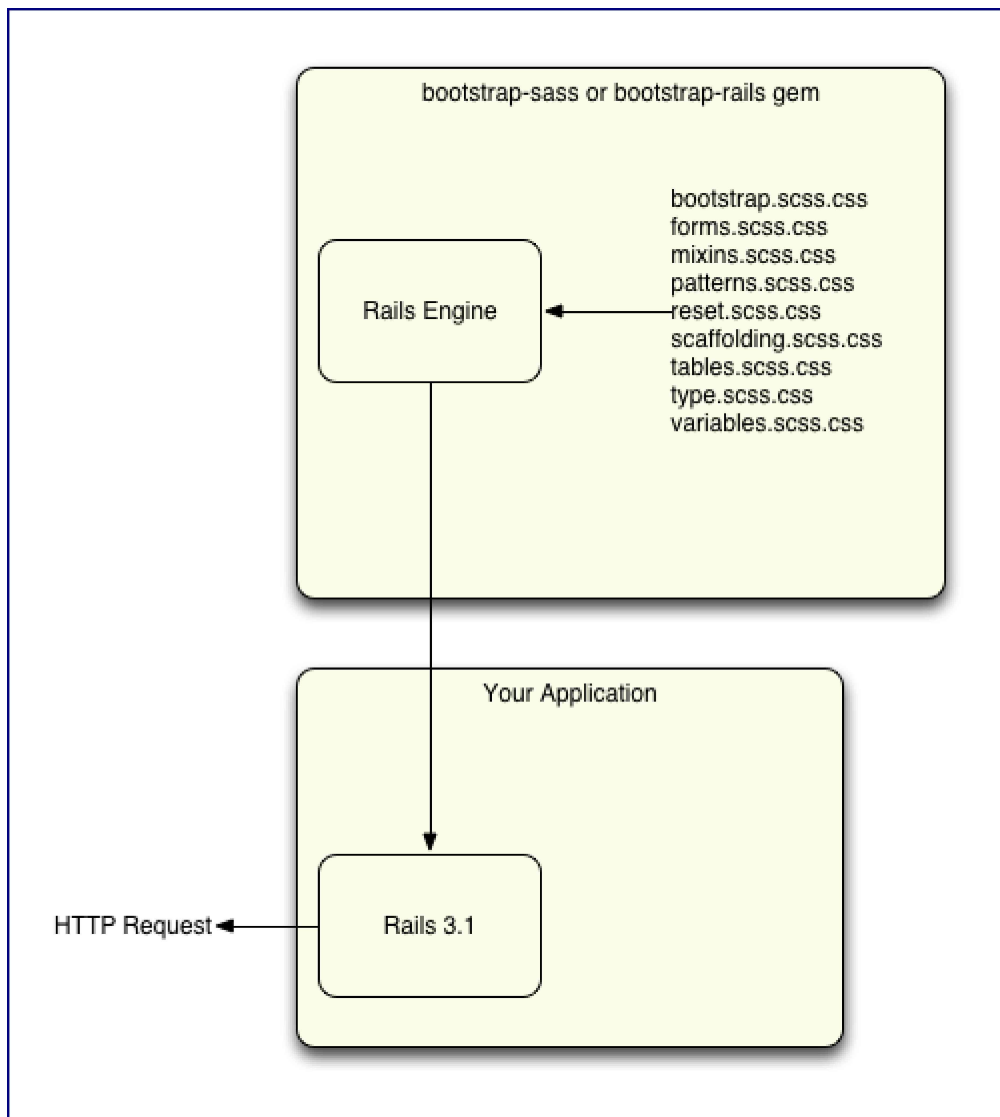 bootstrap-sass or bootstrap-rails gem
bootstrap.scss.css
forms.scss.css
mixins.scss.css
patterns.scss.css
Rails Engine
reset.scss.css
scaffolding.scss.css
tables.scss.css
type.scss.css
variables.scss.css
Your Application
HTTP Request
Rails 3.1